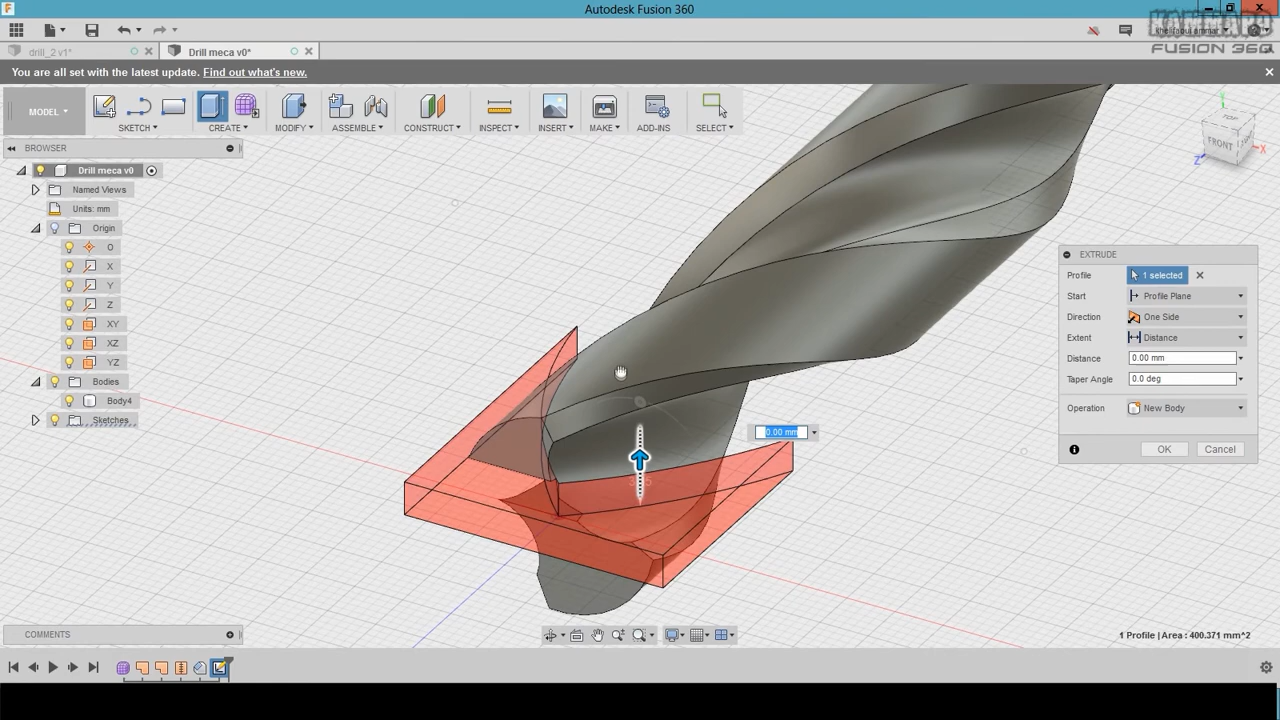 Autodesk Fusion 360
KAMMARO
FUSION 360
drill_2 v1*
Drill meca v0*
You are all set with the latest update. Find out what's new.
MODEL
SKETCH
CREATE
MODIFY
ASSEMBLE
CONSTRUCT
INSPECT
INSERT
MAKE
ADD-INS
SELECT
TOP
FRONT
Y
X
Z
BROWSER
Drill meca v0
Named Views
Units: mm
Origin
O
X
Y
Z
XY
XZ
YZ
Bodies
Body4
Sketches
EXTRUDE
Profile 1 selected
Start Profile Plane
Direction One Side
Extent Distance
Distance 0.00 mm
Taper Angle 0.0 deg
Operation New Body
OK Cancel
0.00 mm
COMMENTS
1 Profile | Area : 400.371 mm^2